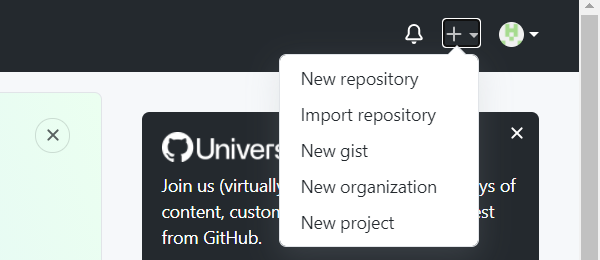 New repository
Import repository
New gist
New organization
New project
Univers
Join us (virtually
ys of
content, custom
est
from GitHub.